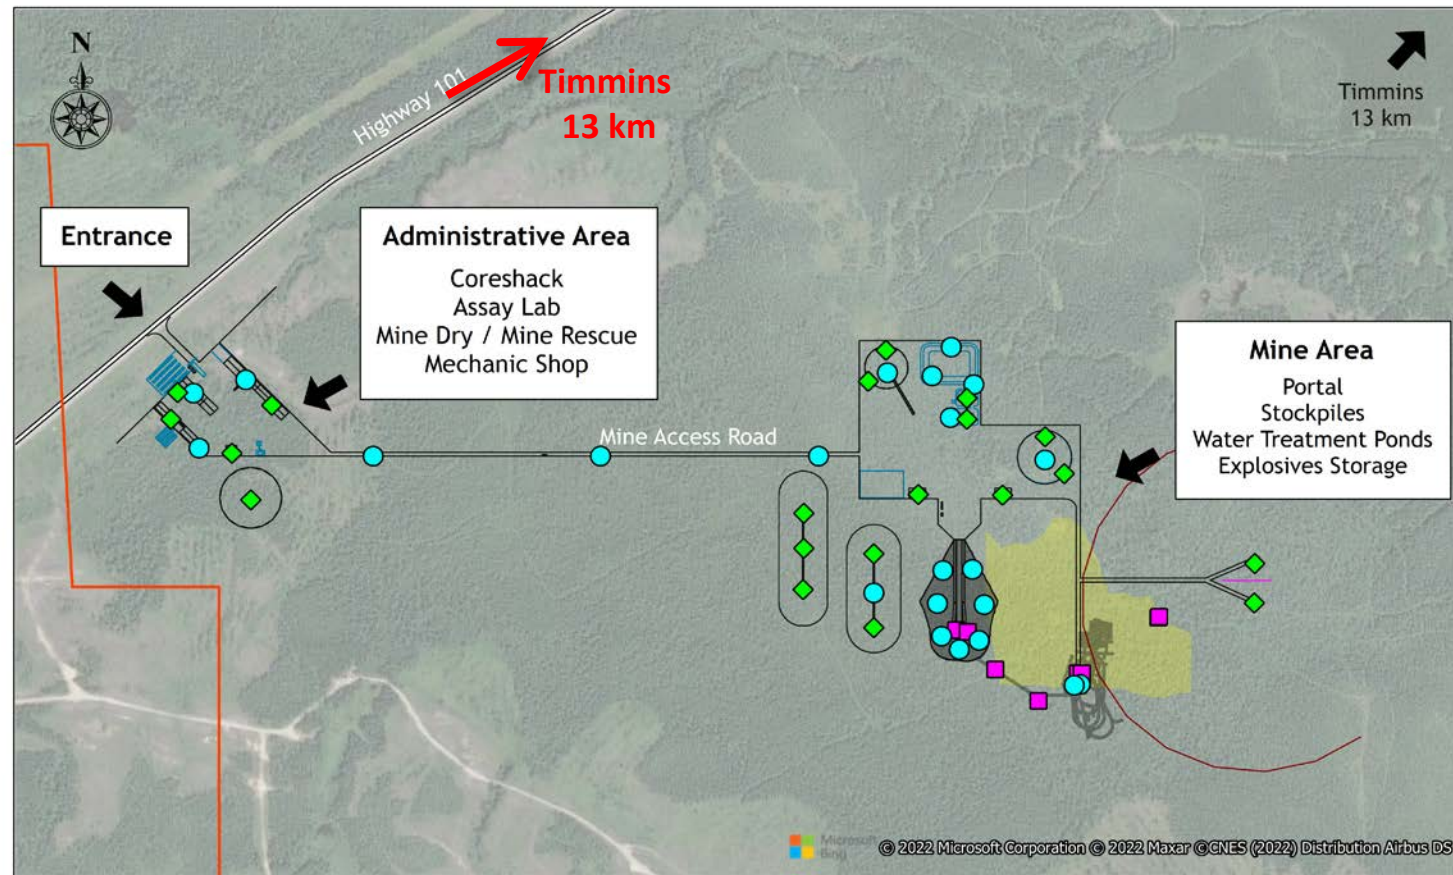 N
Highway 101
Timmins
13 km
Timmins
13 km
Entrance
Administrative Area
Coreshack
Assay Lab
Mine Dry / Mine Rescue
Mechanic Shop
Mine Access Road
Mine Area
Portal
Stockpiles
Water Treatment Ponds
Explosives Storage
Microsoft
Bing
© 2022 Microsoft Corporation © 2022 Maxar ©CNES (2022) Distribution Airbus DS